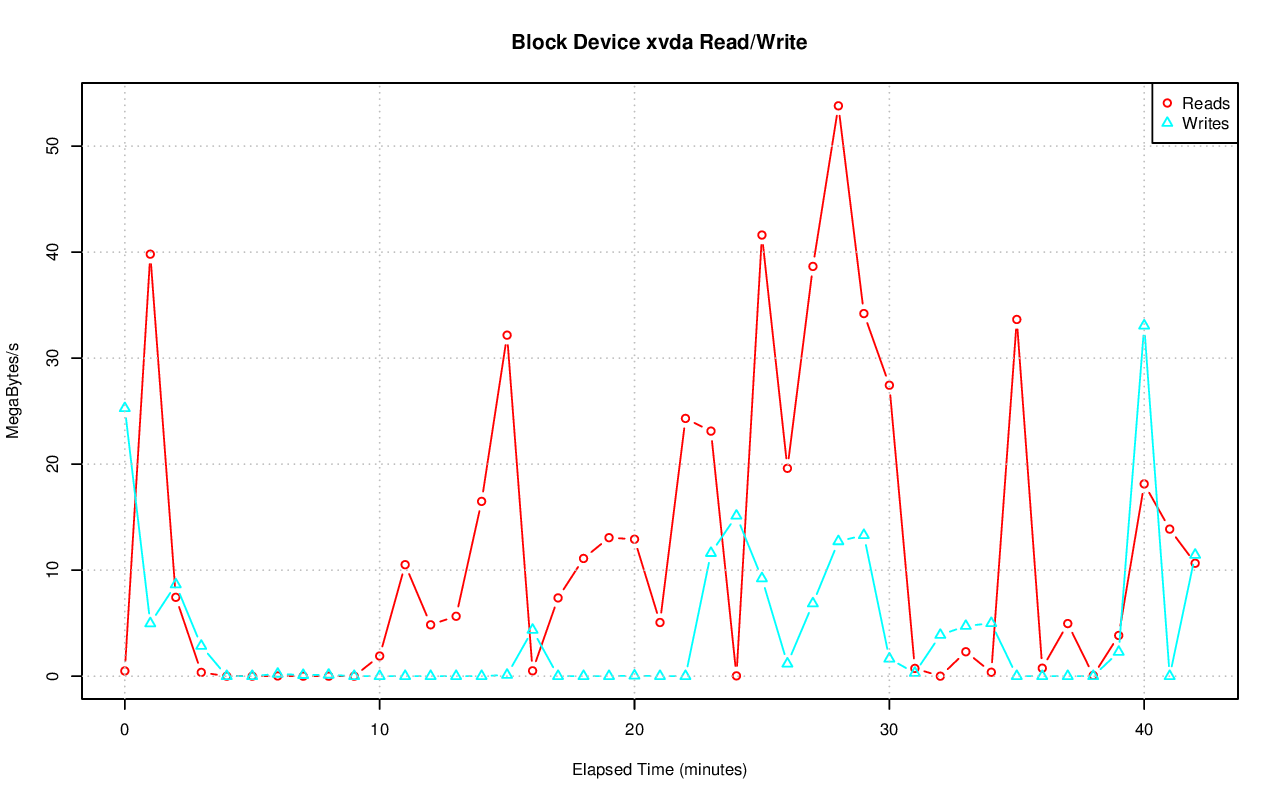 Block Device xvda Read/Write
Reads
Writes
MegaBytes/s
50
40
30
20
10
0
0 10 20 30 40
Elapsed Time (minutes)